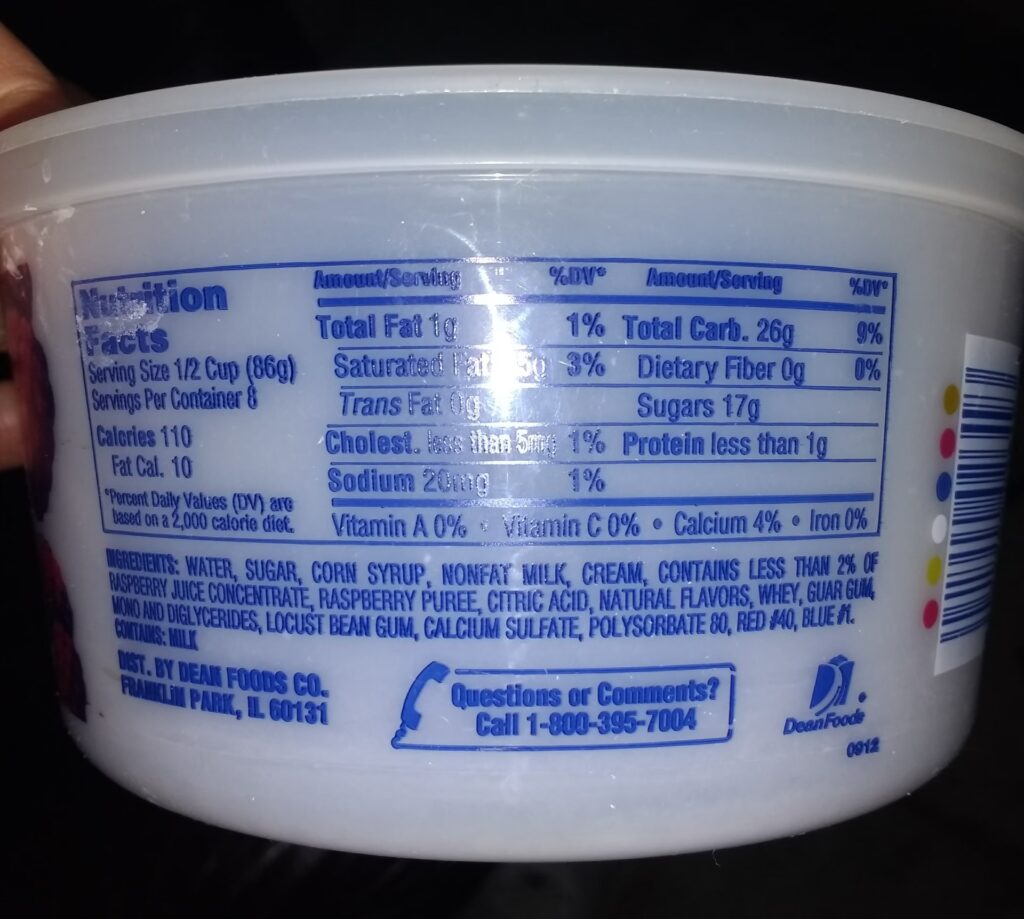 Nutrition
Facts
Serving Size 1/2 Cup (86g)
Servings Per Container 8
Calories 110
Fat Cal. 10
*Percent Daily Values (DV) are
based on a 2,000 calorie diet.
Amount/Serving %DV* Amount/Serving %DV*
Total Fat 1g 1% Total Carb. 26g 9%
Saturated Fat 3% Dietary Fiber 0g 0%
Trans Fat 0g Sugars 17g
Cholest. less than 5mg 1% Protein less than 1g
Sodium 20mg 1%
Vitamin A 0% • Vitamin C 0% • Calcium 4% • Iron 0%
INGREDIENTS: WATER, SUGAR, CORN SYRUP, NONFAT MILK, CREAM, CONTAINS LESS THAN 2% OF
RASPBERRY JUICE CONCENTRATE, RASPBERRY PUREE, CITRIC ACID, NATURAL FLAVORS, WHEY, GUAR GUM,
MONO AND DIGLYCERIDES, LOCUST BEAN GUM, CALCIUM SULFATE, POLYSORBATE 80, RED #40, BLUE #1.
CONTAINS: MILK
DIST. BY DEAN FOODS CO.
FRANKLIN PARK, IL 60131
Questions or Comments?
Call 1-800-395-7004
Dean Foods
0912